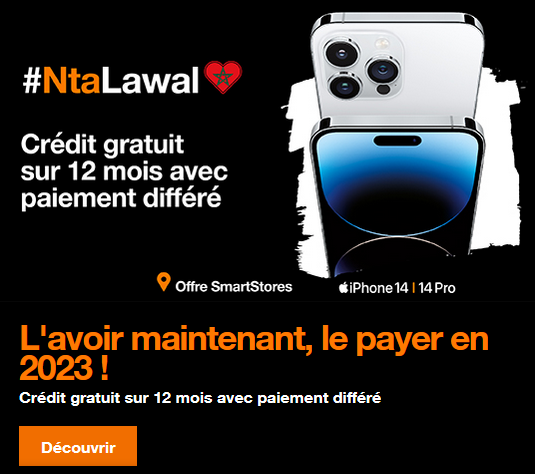 #NtaLawal
Crédit gratuit
sur 12 mois avec
paiement différé
Offre SmartStores
iPhone 14 | 14 Pro
L'avoir maintenant, le payer en
2023 !
Crédit gratuit sur 12 mois avec paiement différé
Découvrir